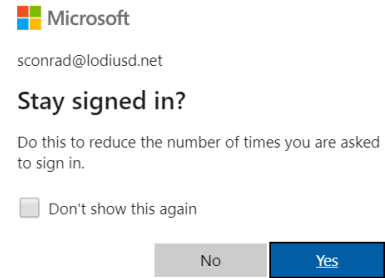 Microsoft
sconrad@lodiusd.net
Stay signed in?
Do this to reduce the number of times you are asked
to sign in.
Don't show this again
No Yes